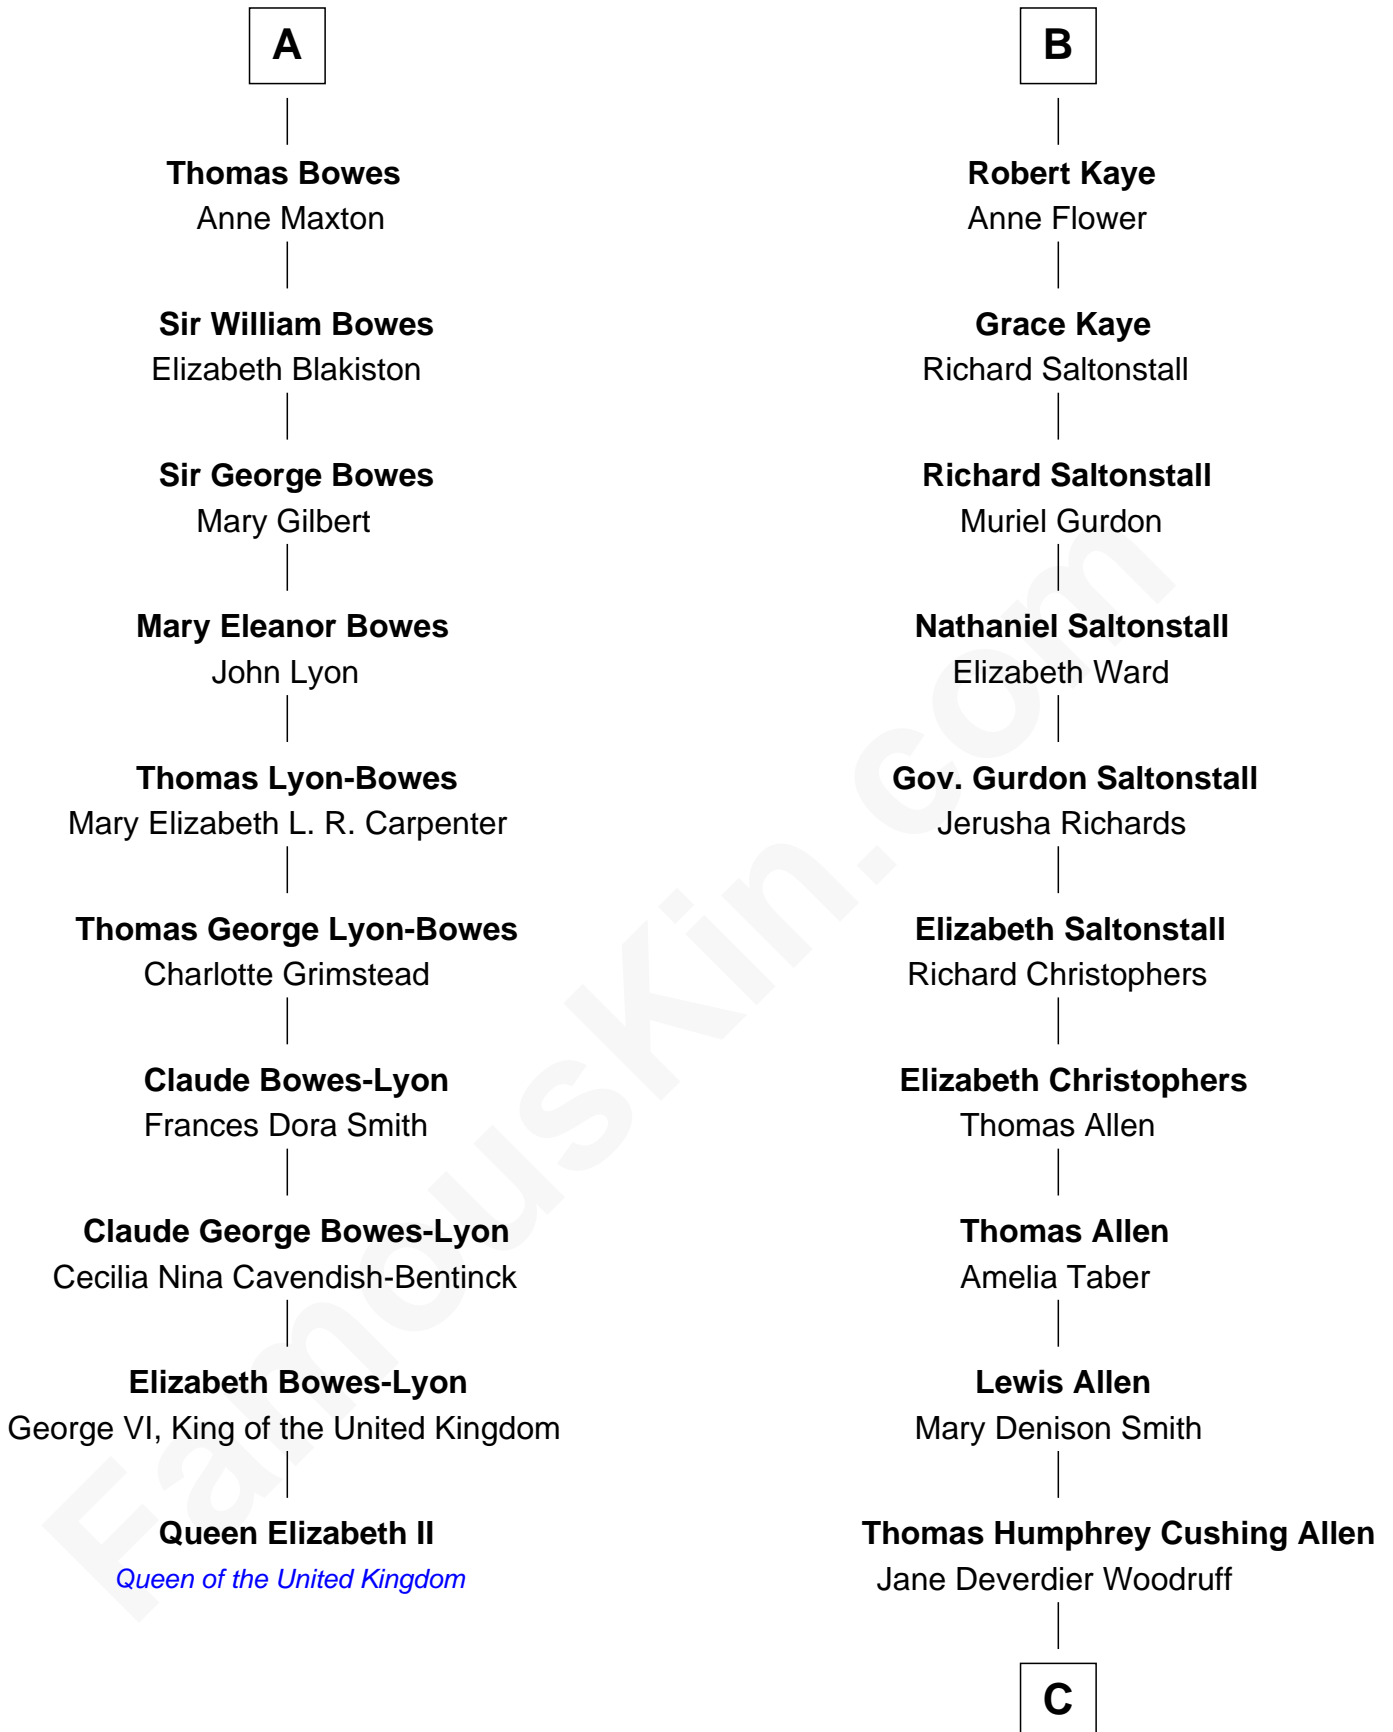 A
Thomas Bowes
Anne Maxton
Sir William Bowes
Elizabeth Blakiston
Sir George Bowes
Mary Gilbert
Mary Eleanor Bowes
John Lyon
Thomas Lyon-Bowes
Mary Elizabeth L. R. Carpenter
Thomas George Lyon-Bowes
Charlotte Grimstead
Claude Bowes-Lyon
Frances Dora Smith
Claude George Bowes-Lyon
Cecilia Nina Cavendish-Bentinck
Elizabeth Bowes-Lyon
George VI, King of the United Kingdom
Queen Elizabeth II
Queen of the United Kingdom
B
Robert Kaye
Anne Flower
Grace Kaye
Richard Saltonstall
Richard Saltonstall
Muriel Gurdon
Nathaniel Saltonstall
Elizabeth Ward
Gov. Gurdon Saltonstall
Jerusha Richards
Elizabeth Saltonstall
Richard Christophers
Elizabeth Christophers
Thomas Allen
Thomas Allen
Amelia Taber
Lewis Allen
Mary Denison Smith
Thomas Humphrey Cushing Allen
Jane Deverdier Woodruff
C
FamousKin.com